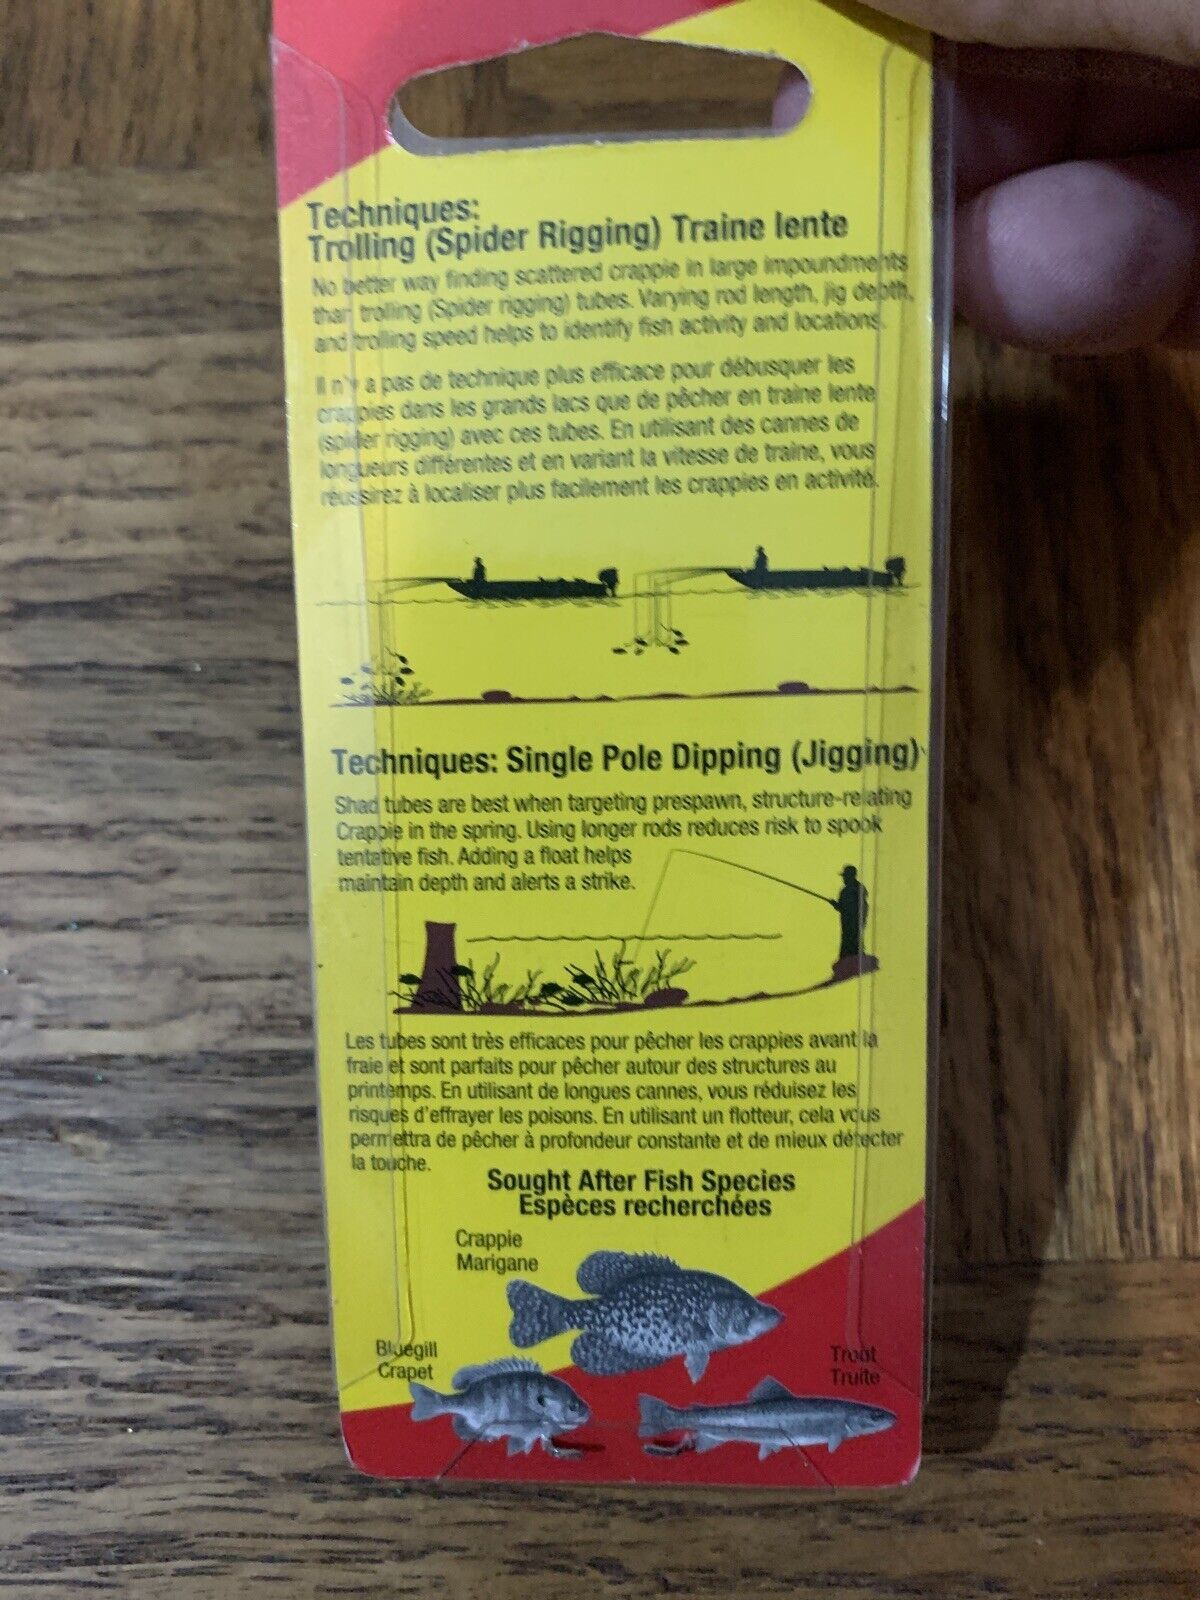 Techniques:
Trolling (Spider Rigging) Traine lente
No better way finding scattered crappie in large impoundments
than trolling (Spider rigging) tubes. Varying rod length, jig depth,
and trolling speed helps to identify fish activity and locations.
Il n'y a pas de technique plus efficace pour débusquer les
crappies dans les grands lacs que de pêcher en traine lente
(spider rigging) avec ces tubes. En utilisant des cannes de
longueurs différentes et en variant la vitesse de traine, vous
réussirez à localiser plus facilement les crappies en activité.
Techniques: Single Pole Dipping (Jigging)
Shad tubes are best when targeting prespawn, structure-relating
Crappie in the spring. Using longer rods reduces risk to spook
tentative fish. Adding a float helps
maintain depth and alerts a strike.
Les tubes sont très efficaces pour pêcher les crappies avant la
fraie et sont parfaits pour pêcher autour des structures au
printemps. En utilisant de longues cannes, vous réduisez les
risques d'effrayer les poisons. En utilisant un flotteur, cela vous
permettra de pêcher à profondeur constante et de mieux détecter
la touche.
Sought After Fish Species
Espèces recherchées
Crappie
Marigane
Bluegill
Crapet
Trout
Truite